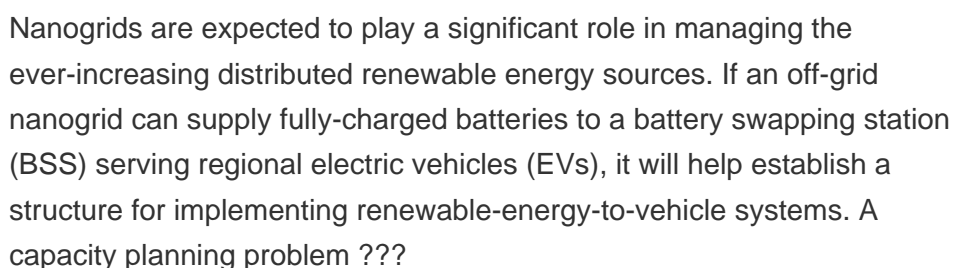 Nanogrids are expected to play a significant role in managing the
ever-increasing distributed renewable energy sources. If an off-grid
nanogrid can supply fully-charged batteries to a battery swapping station
(BSS) serving regional electric vehicles (EVs), it will help establish a
structure for implementing renewable-energy-to-vehicle systems. A
capacity planning problem ???